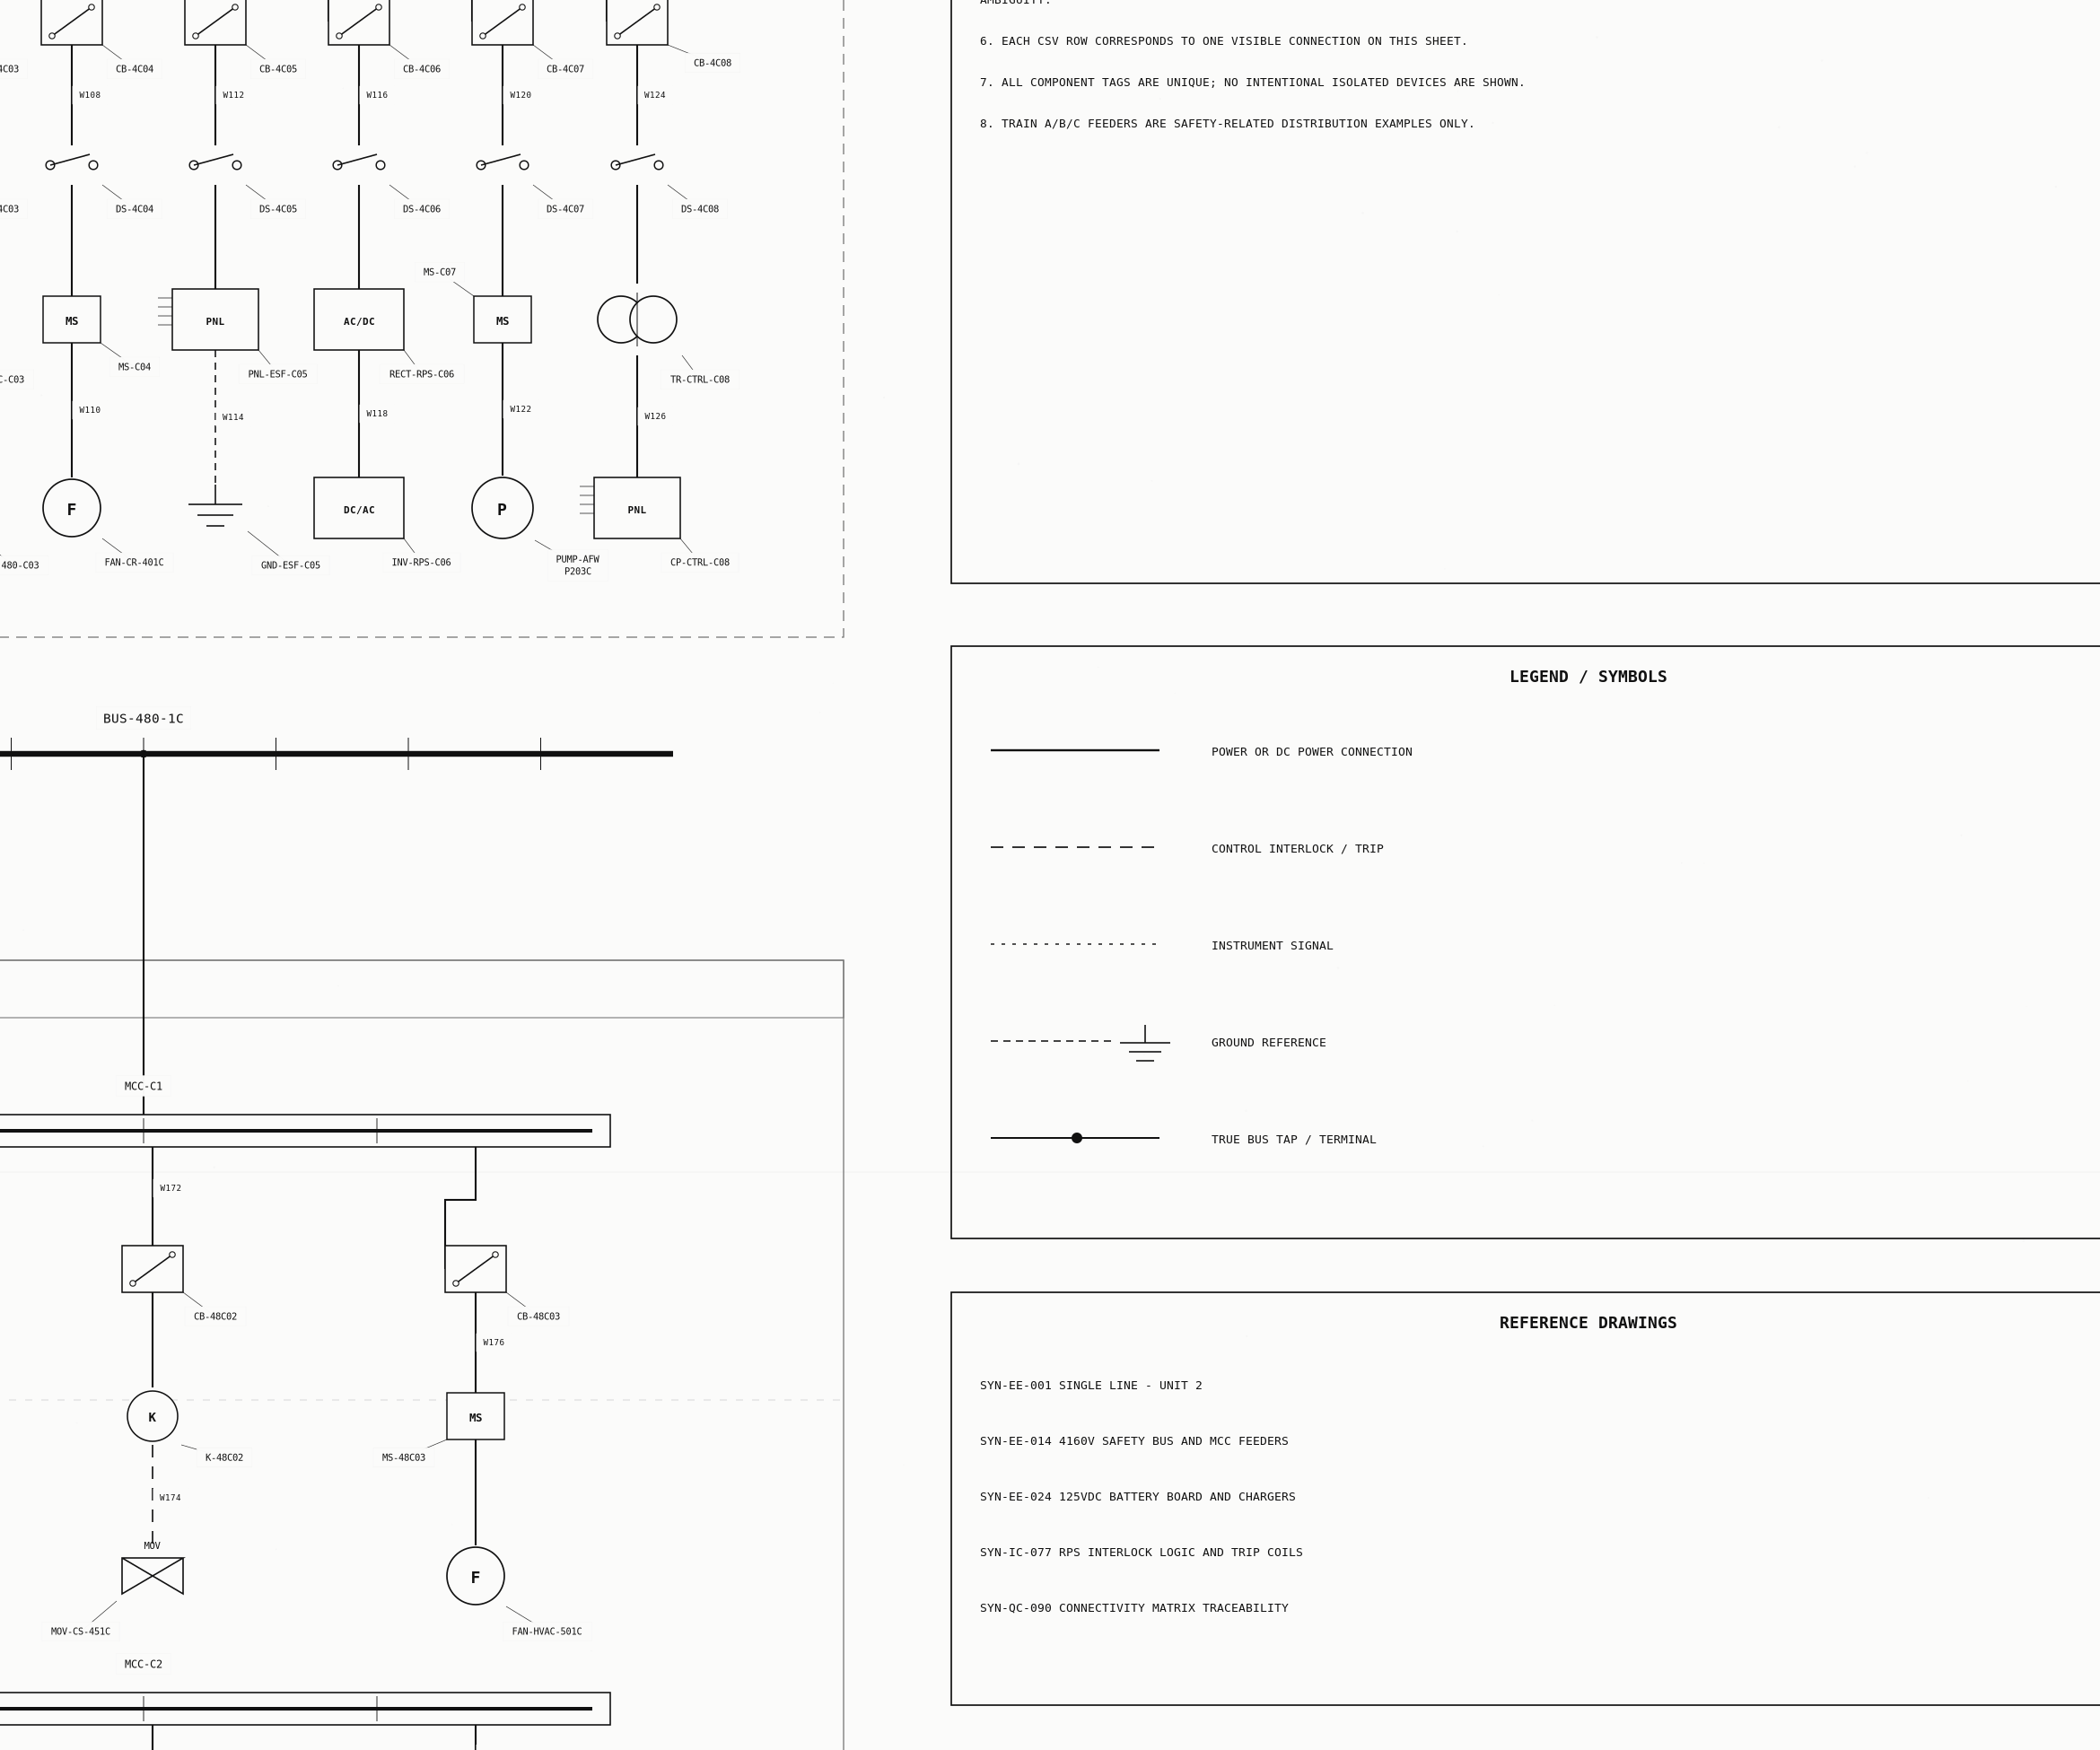 AMBIGUITY.
6. EACH CSV ROW CORRESPONDS TO ONE VISIBLE CONNECTION ON THIS SHEET.
7. ALL COMPONENT TAGS ARE UNIQUE; NO INTENTIONAL ISOLATED DEVICES ARE SHOWN.
8. TRAIN A/B/C FEEDERS ARE SAFETY-RELATED DISTRIBUTION EXAMPLES ONLY.
4C03 CB-4C04 CB-4C05 CB-4C06 CB-4C07 CB-4C08
W108 W112 W116 W120 W124
4C03 DS-4C04 DS-4C05 DS-4C06 DS-4C07 DS-4C08
MS-C07
MS PNL AC/DC MS
C-C03 MS-C04 PNL-ESF-C05 RECT-RPS-C06 TR-CTRL-C08
W110 W114 W118 W122 W126
F DC/AC P PNL
480-C03 FAN-CR-401C GND-ESF-C05 INV-RPS-C06 PUMP-AFW CP-CTRL-C08
P203C
BUS-480-1C
MCC-C1
W172
CB-48C02 CB-48C03
W176
K MS
K-48C02 MS-48C03
W174
MOV
F
MOV-CS-451C FAN-HVAC-501C
MCC-C2
LEGEND / SYMBOLS
POWER OR DC POWER CONNECTION
CONTROL INTERLOCK / TRIP
INSTRUMENT SIGNAL
GROUND REFERENCE
TRUE BUS TAP / TERMINAL
REFERENCE DRAWINGS
SYN-EE-001 SINGLE LINE - UNIT 2
SYN-EE-014 4160V SAFETY BUS AND MCC FEEDERS
SYN-EE-024 125VDC BATTERY BOARD AND CHARGERS
SYN-IC-077 RPS INTERLOCK LOGIC AND TRIP COILS
SYN-QC-090 CONNECTIVITY MATRIX TRACEABILITY